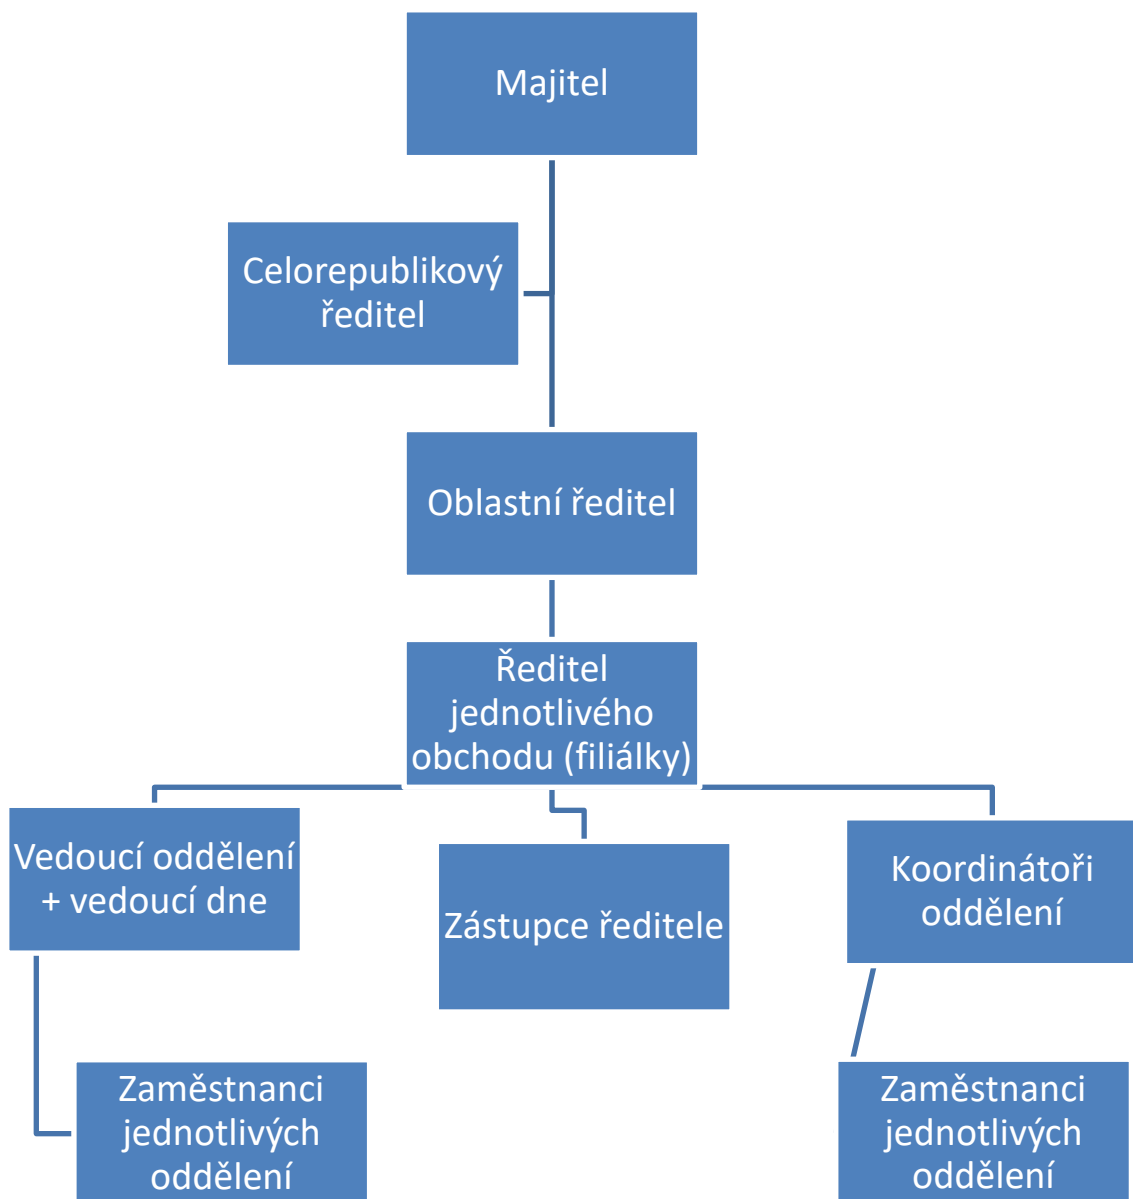 Majitel
Celorepublikový
ředitel
Oblastní ředitel
Ředitel
jednotlivého
obchodu (filiálky)
Vedoucí oddělení
+ vedoucí dne
Zástupce ředitele
Koordinátoři
oddělení
Zaměstnanci
jednotlivých
oddělení
Zaměstnanci
jednotlivých
oddělení